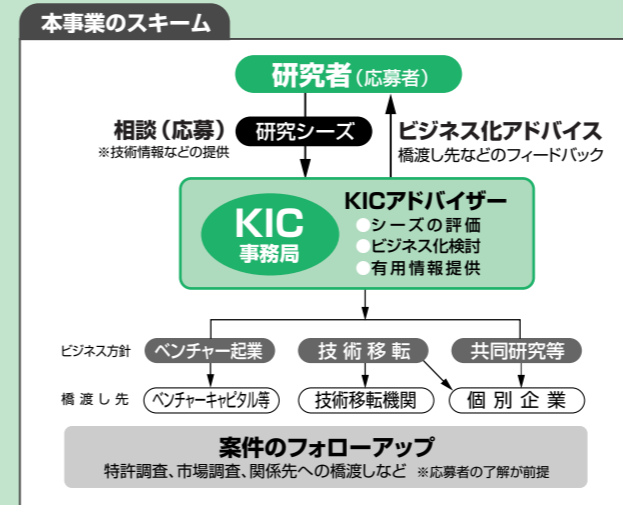 本事業のスキーム
研究者(応募者)
相談(応募)
※技術情報などの提供
研究シーズ
ビジネス化アドバイス
橋渡し先などのフィードバック
KIC
事務局
KICアドバイザー
●シーズの評価
●ビジネス化検討
●有用情報提供
ビジネス方針 ベンチャー起業 技術移転 共同研究等
橋渡し先 ベンチャーキャピタル等 技術移転機関 個別企業
案件のフォローアップ
特許調査、市場調査、関係先への橋渡しなど ※応募者の了解が前提